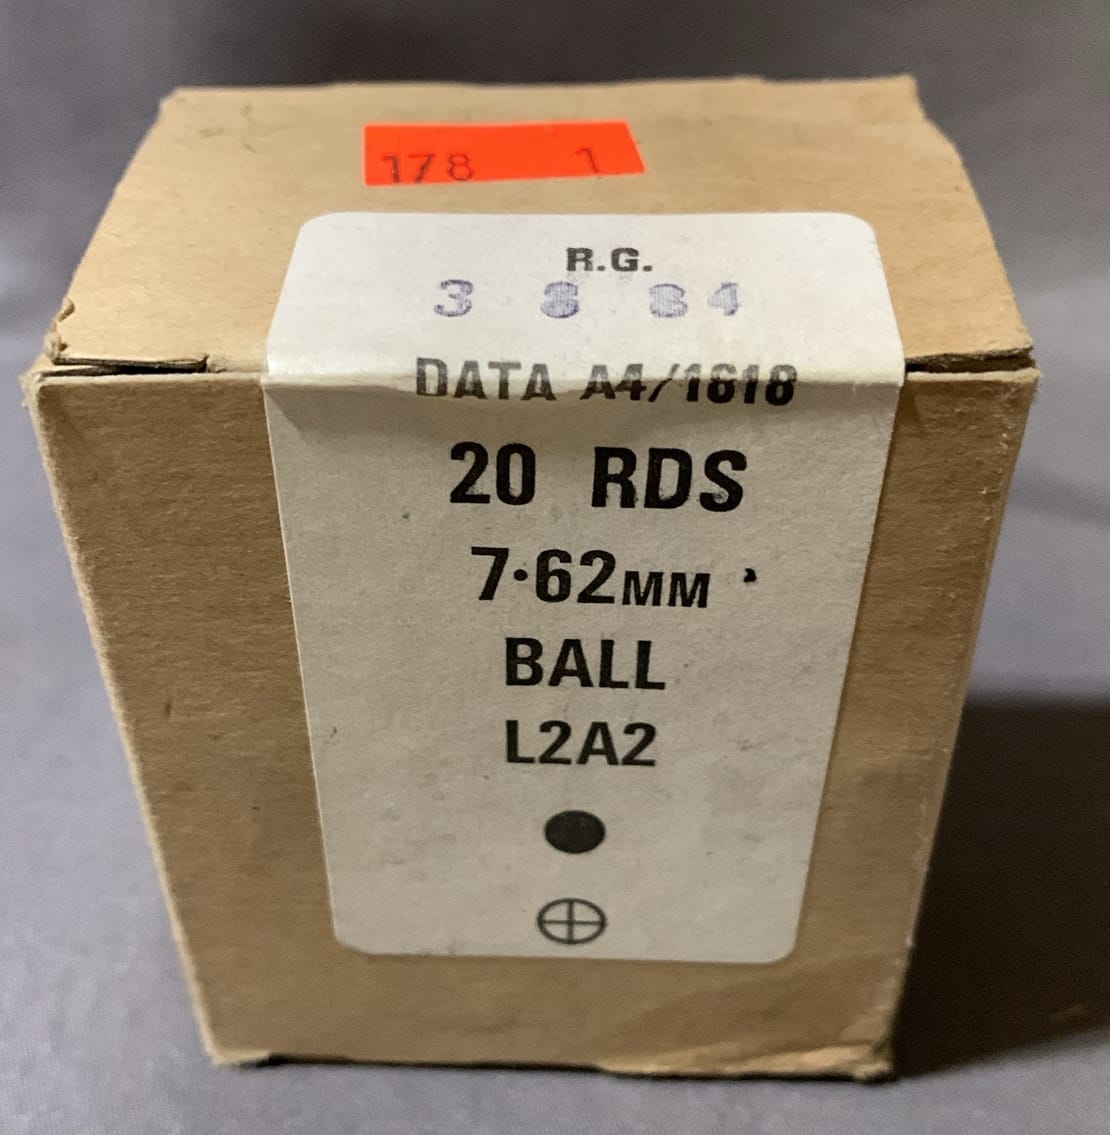 178 1
R.G.
3 8 84
DATA A4/1618
20 RDS
7·62MM
BALL
L2A2